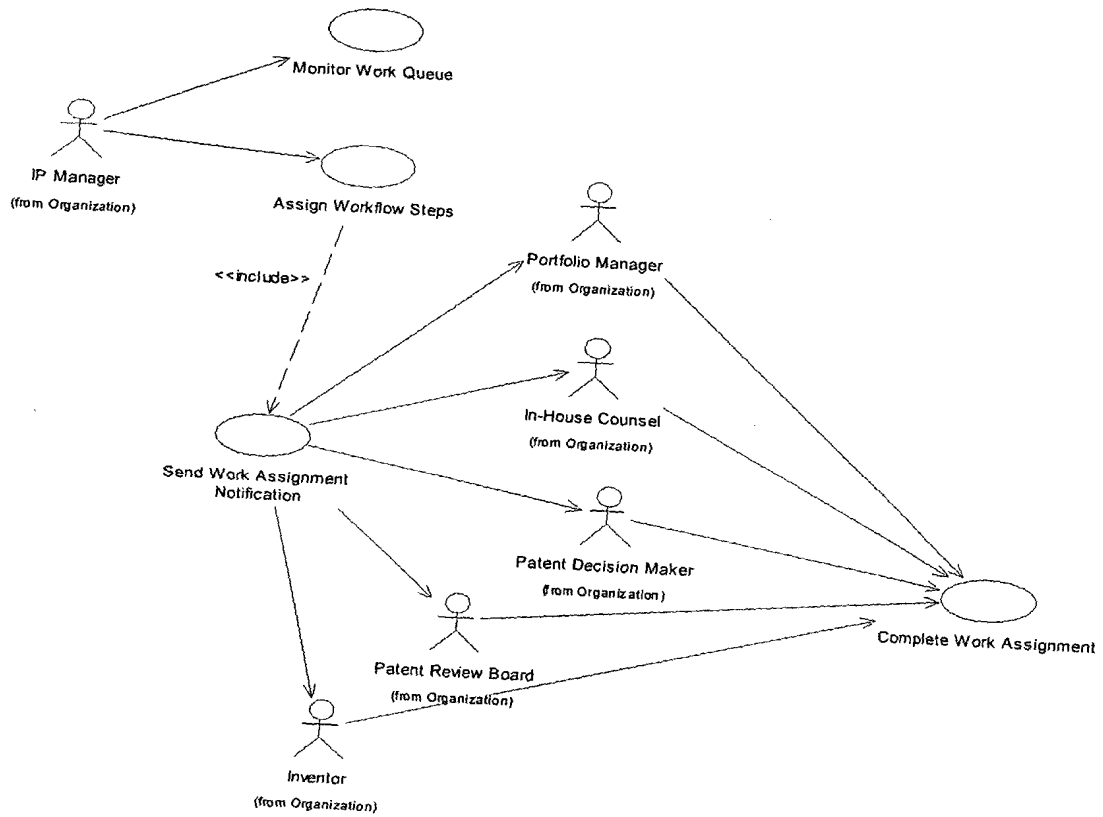 Monitor Work Queue
IP Manager
(from Organization)
Assign Workflow Steps
<<include>>
Portfolio Manager
(from Organization)
In-House Counsel
(from Organization)
Send Work Assignment
Notification
Patent Decision Maker
(from Organization)
Complete Work Assignment
Patent Review Board
(from Organization)
Inventor
(from Organization)